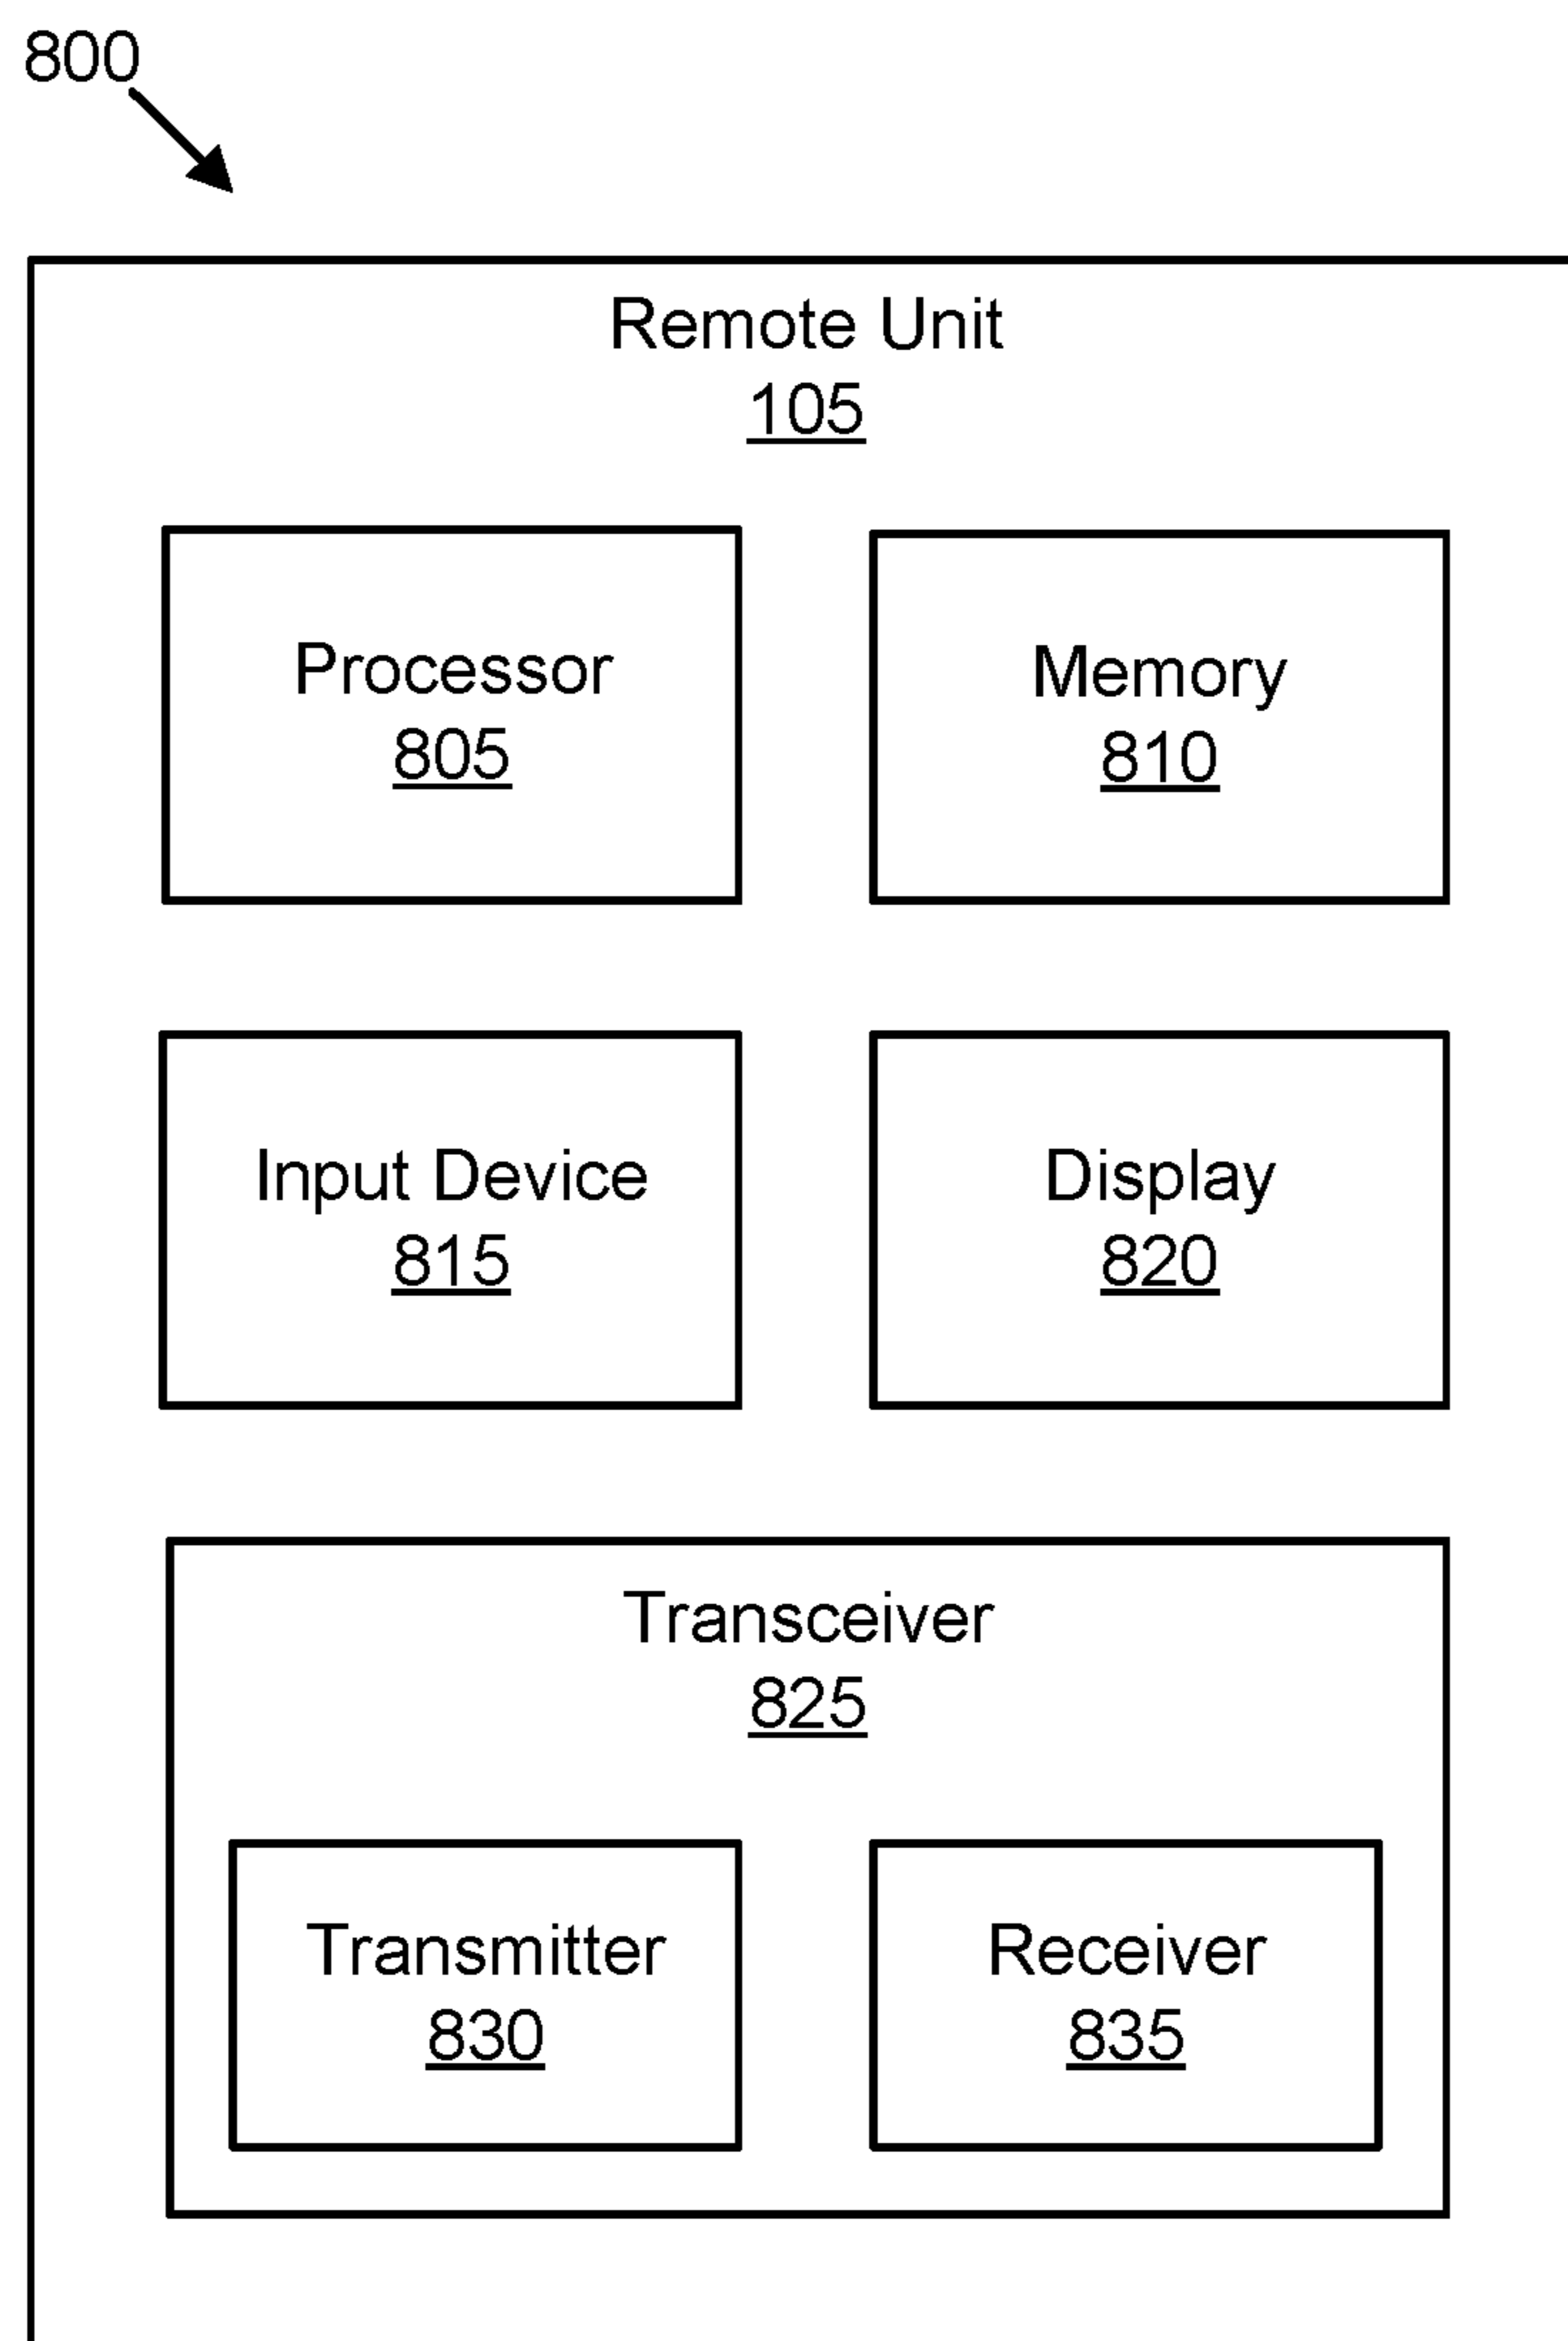 800
Remote Unit
105
Processor
805
Memory
810
Input Device
815
Display
820
Transceiver
825
Transmitter
830
Receiver
835